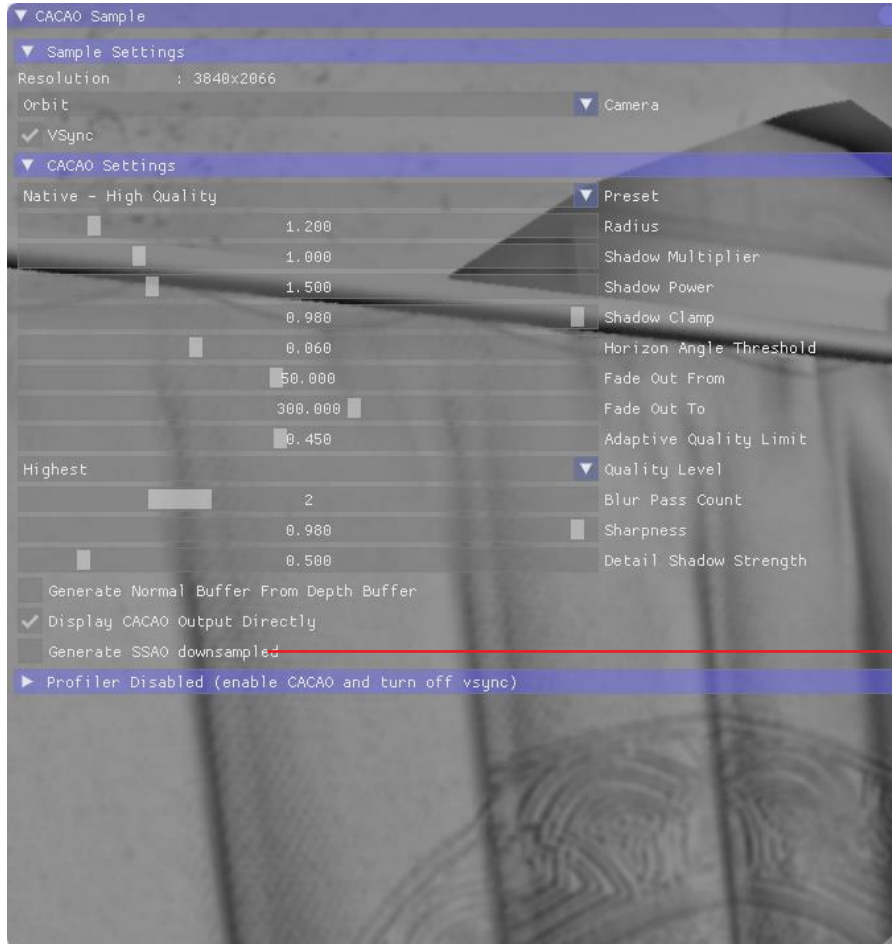 CACAO Sample
Sample Settings
Resolution : 3840x2066
Orbit Camera
VSync
CACAO Settings
Native - High Quality Preset
1.200 Radius
1.000 Shadow Multiplier
1.500 Shadow Power
0.980 Shadow Clamp
0.060 Horizon Angle Threshold
50.000 Fade Out From
300.000 Fade Out To
0.450 Adaptive Quality Limit
Highest Quality Level
2 Blur Pass Count
0.980 Sharpness
0.500 Detail Shadow Strength
Generate Normal Buffer From Depth Buffer
Display CACAO Output Directly
Generate SSAO downsampled
Profiler Disabled (enable CACAO and turn off vsync)